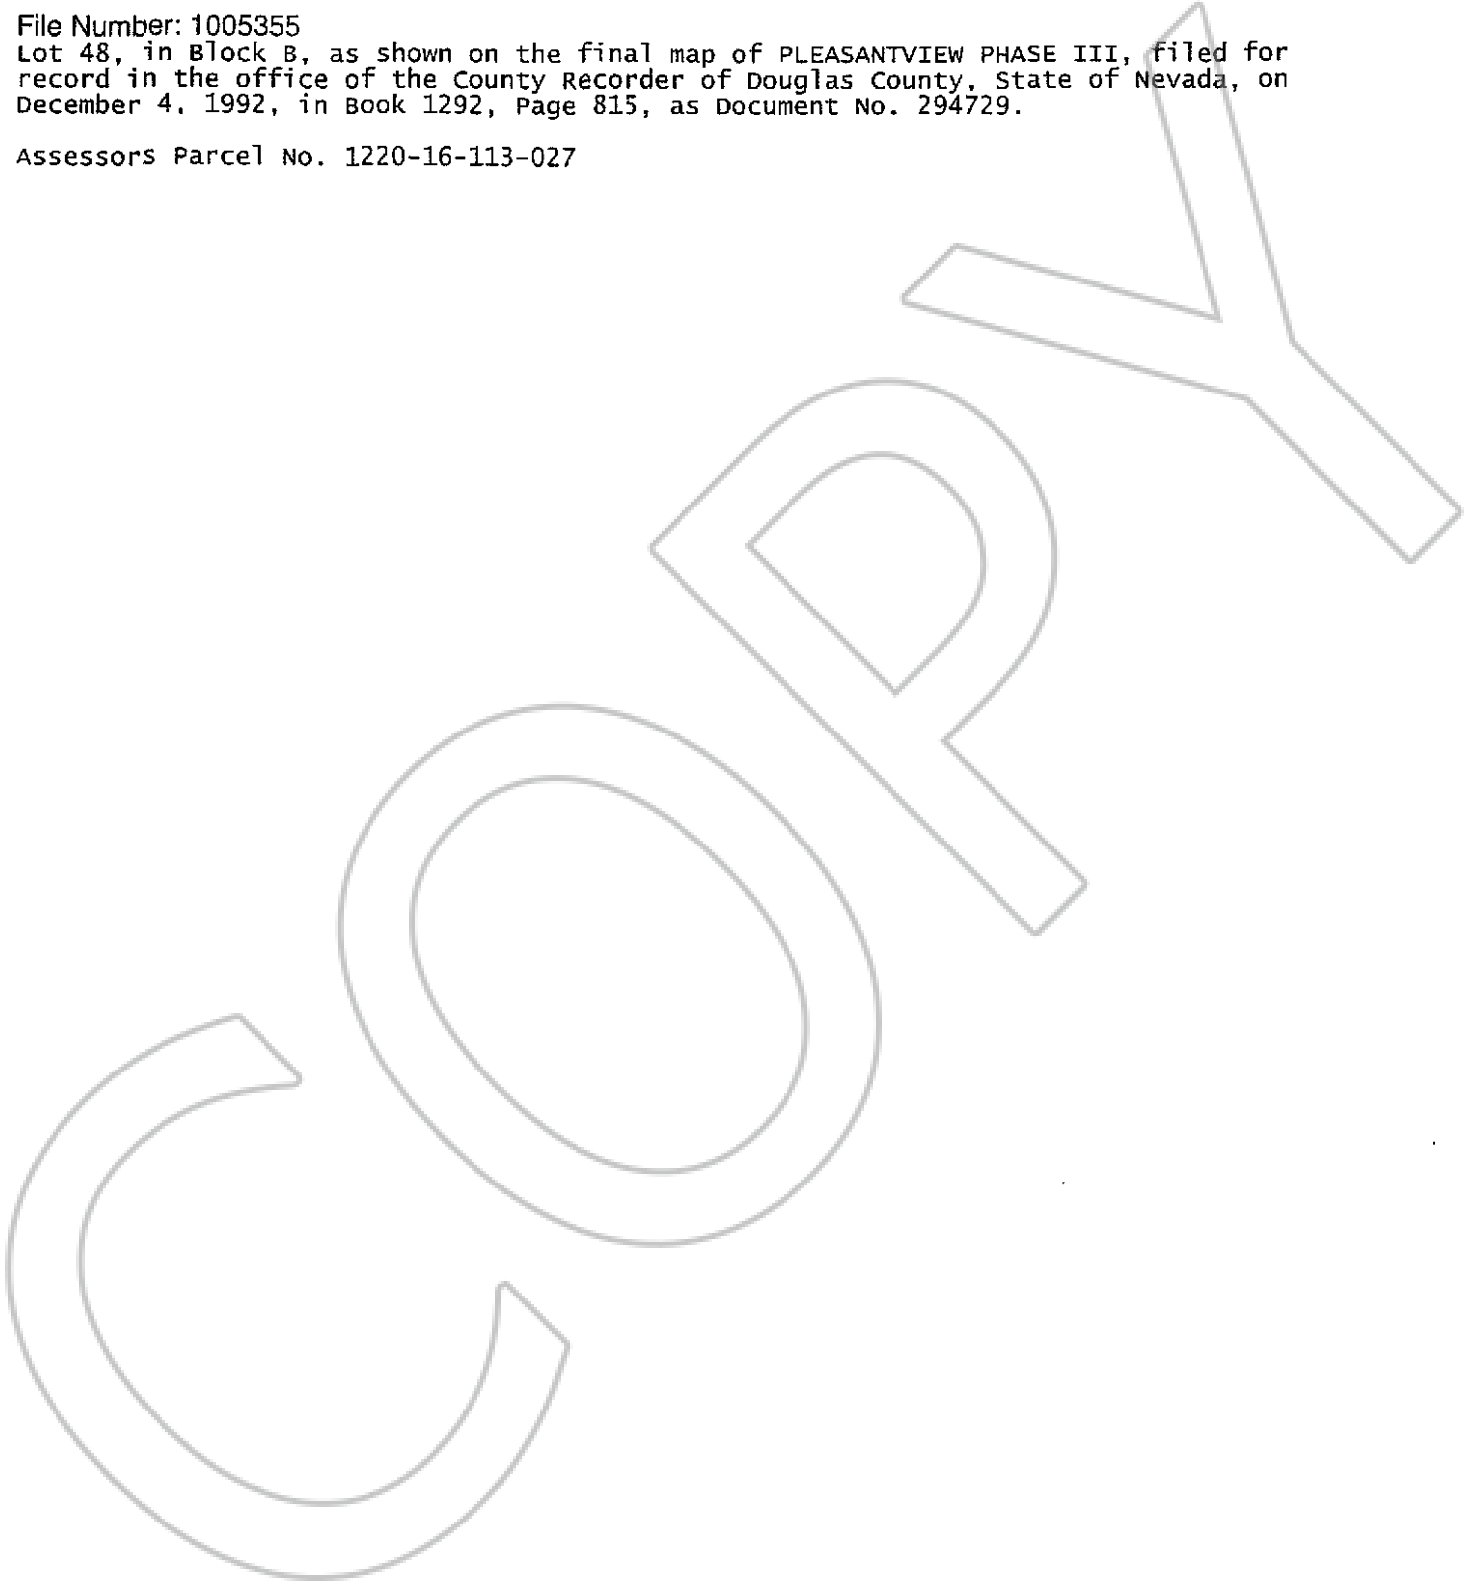 File Number: 1005355
Lot 48, in Block B, as shown on the final map of PLEASANTVIEW PHASE III, filed for
record in the office of the County Recorder of Douglas County, State of Nevada, on
December 4, 1992, in Book 1292, Page 815, as Document No. 294729.
Assessors Parcel No. 1220-16-113-027
COPY